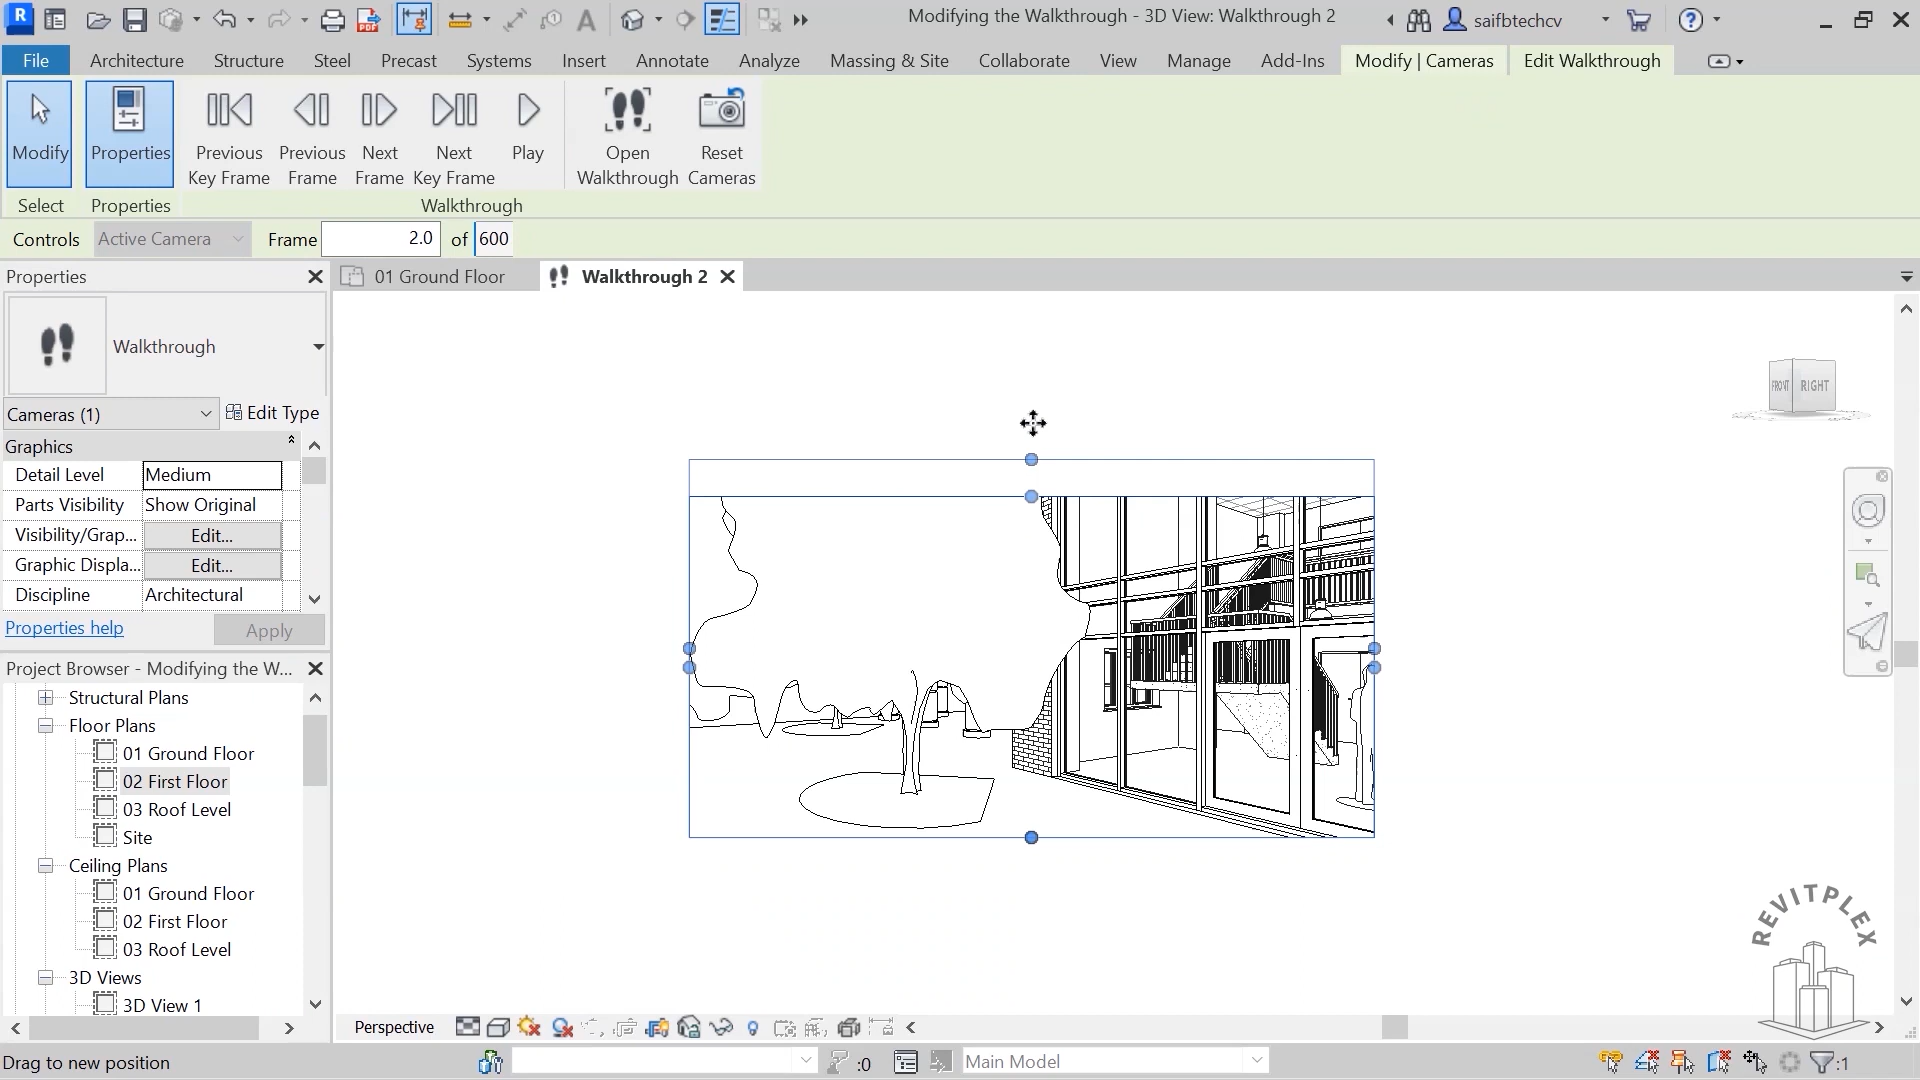 Modifying the Walkthrough - 3D View: Walkthrough 2
saifbtechcv
File
Architecture
Structure
Steel
Precast
Systems
Insert
Annotate
Analyze
Massing & Site
Collaborate
View
Manage
Add-Ins
Modify | Cameras
Edit Walkthrough
Modify
Properties
Previous Key Frame
Previous Frame
Next Frame
Next Key Frame
Play
Open Walkthrough
Reset Cameras
Select
Properties
Walkthrough
Controls
Active Camera
Frame
2.0
of
600
Properties
01 Ground Floor
Walkthrough 2
Walkthrough
Cameras (1)
Edit Type
Graphics
Detail Level
Medium
Parts Visibility
Show Original
Visibility/Grap...
Edit...
Graphic Displa...
Edit...
Discipline
Architectural
Properties help
Apply
Project Browser - Modifying the W...
Structural Plans
Floor Plans
01 Ground Floor
02 First Floor
03 Roof Level
Site
Ceiling Plans
01 Ground Floor
02 First Floor
03 Roof Level
3D Views
3D View 1
FRONT
RIGHT
REVITPLEX
Perspective
Drag to new position
:0
Main Model
:1